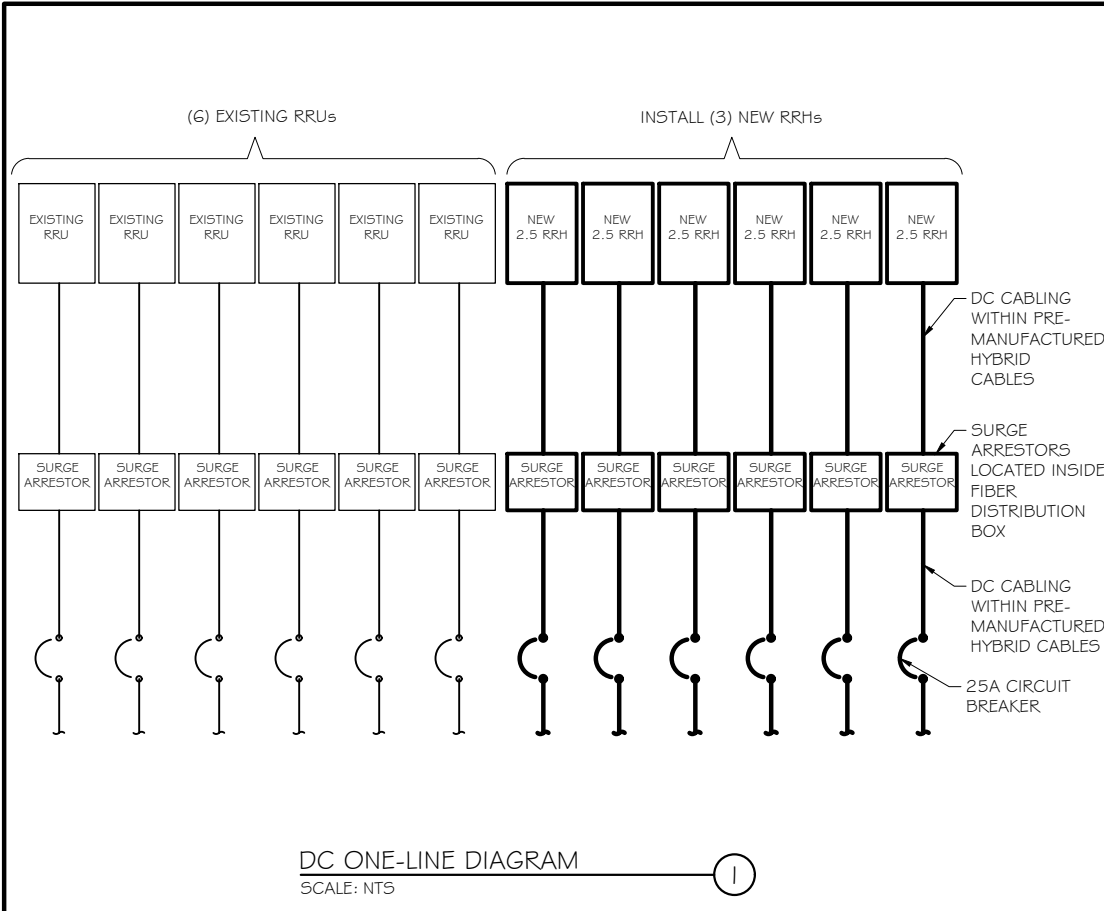 (6) EXISTING RRUs
INSTALL (3) NEW RRHs
EXISTING
RRU
EXISTING
RRU
EXISTING
RRU
EXISTING
RRU
EXISTING
RRU
EXISTING
RRU
NEW
2.5 RRH
NEW
2.5 RRH
NEW
2.5 RRH
NEW
2.5 RRH
NEW
2.5 RRH
NEW
2.5 RRH
DC CABLING
WITHIN PRE-
MANUFACTURED
HYBRID
CABLES
SURGE
ARRESTOR
SURGE
ARRESTOR
SURGE
ARRESTOR
SURGE
ARRESTOR
SURGE
ARRESTOR
SURGE
ARRESTOR
SURGE
ARRESTOR
SURGE
ARRESTOR
SURGE
ARRESTOR
SURGE
ARRESTOR
SURGE
ARRESTOR
SURGE
ARRESTOR
SURGE
ARRESTORS
LOCATED INSIDE
FIBER
DISTRIBUTION
BOX
DC CABLING
WITHIN PRE-
MANUFACTURED
HYBRID CABLES
25A CIRCUIT
BREAKER
DC ONE-LINE DIAGRAM
SCALE: NTS
1